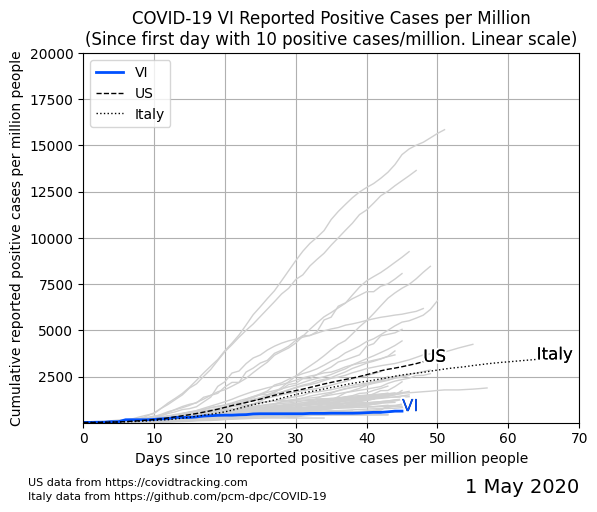 COVID-19 VI Reported Positive Cases per Million
(Since first day with 10 positive cases/million. Linear scale)
Cumulative reported positive cases per million people
20000
17500
15000
12500
10000
7500
5000
2500
VI
US
Italy
US
Italy
VI
0 10 20 30 40 50 60 70
Days since 10 reported positive cases per million people
US data from https://covidtracking.com
Italy data from https://github.com/pcm-dpc/COVID-19
1 May 2020